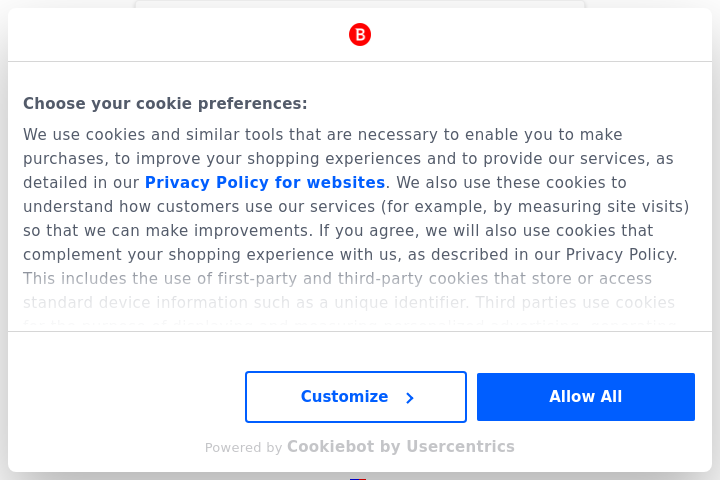 B
Choose your cookie preferences:
We use cookies and similar tools that are necessary to enable you to make
purchases, to improve your shopping experiences and to provide our services, as
detailed in our Privacy Policy for websites. We also use these cookies to
understand how customers use our services (for example, by measuring site visits)
so that we can make improvements. If you agree, we will also use cookies that
complement your shopping experience with us, as described in our Privacy Policy.
This includes the use of first-party and third-party cookies that store or access
standard device information such as a unique identifier. Third parties use cookies
Customize
Allow All
Powered by Cookiebot by Usercentrics